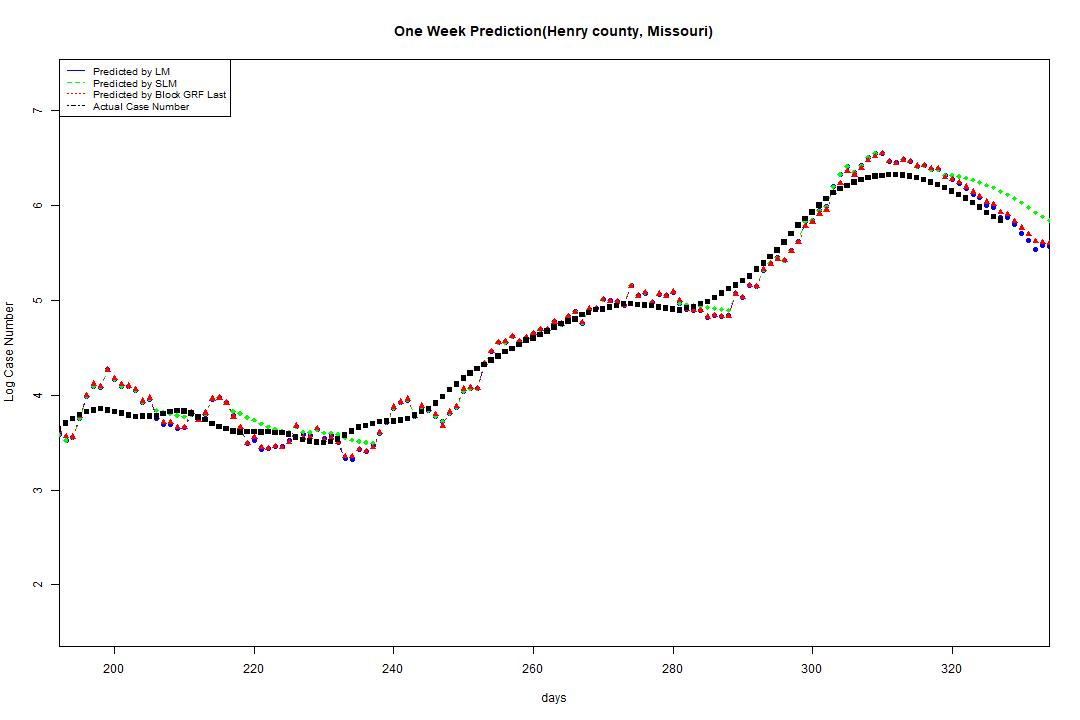 One Week Prediction(Henry county, Missouri)
Predicted by LM
Predicted by SLM
Predicted by Block GRF Last
Actual Case Number
7
6
5
4
3
2
Log Case Number
200 220 240 260 280 300 320
days